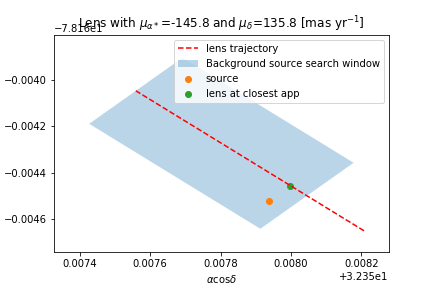 Lens with μα*=-145.8 and μδ=135.8 [mas yr⁻¹]
−7.816e1
lens trajectory
Background source search window
source
lens at closest app
−0.0040
−0.0042
−0.0044
−0.0046
0.0074 0.0076 0.0078 0.0080 0.0082
+3.235e1
αcosδ